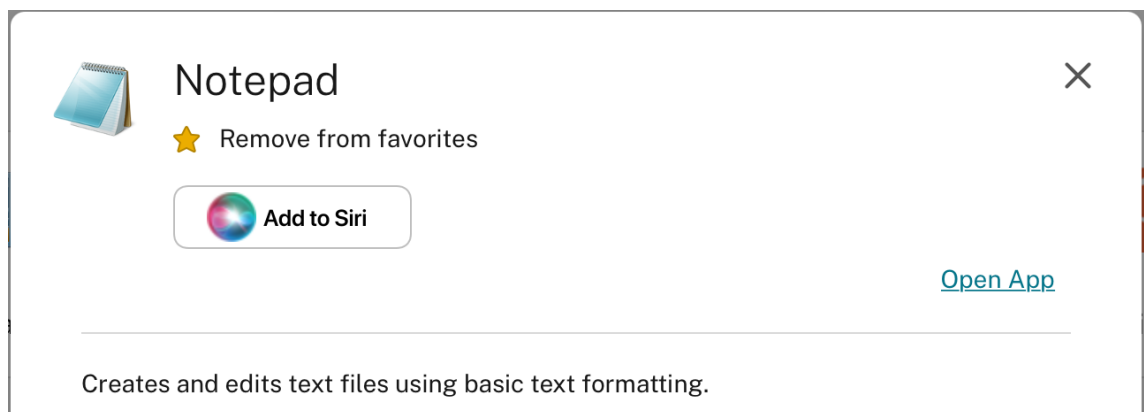 Notepad
Remove from favorites
Add to Siri
Open App
Creates and edits text files using basic text formatting.